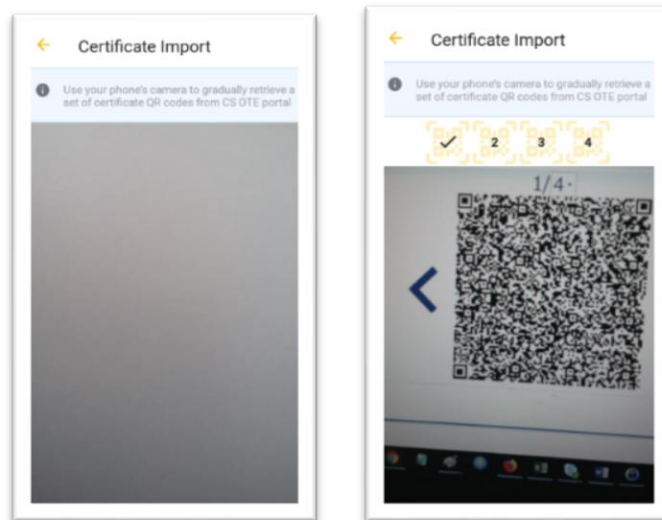 Certificate Import
Use your phone's camera to gradually retrieve a
set of certificate QR codes from CS OTE portal
Certificate Import
Use your phone's camera to gradually retrieve a
set of certificate QR codes from CS OTE portal
2 3 4
1/4